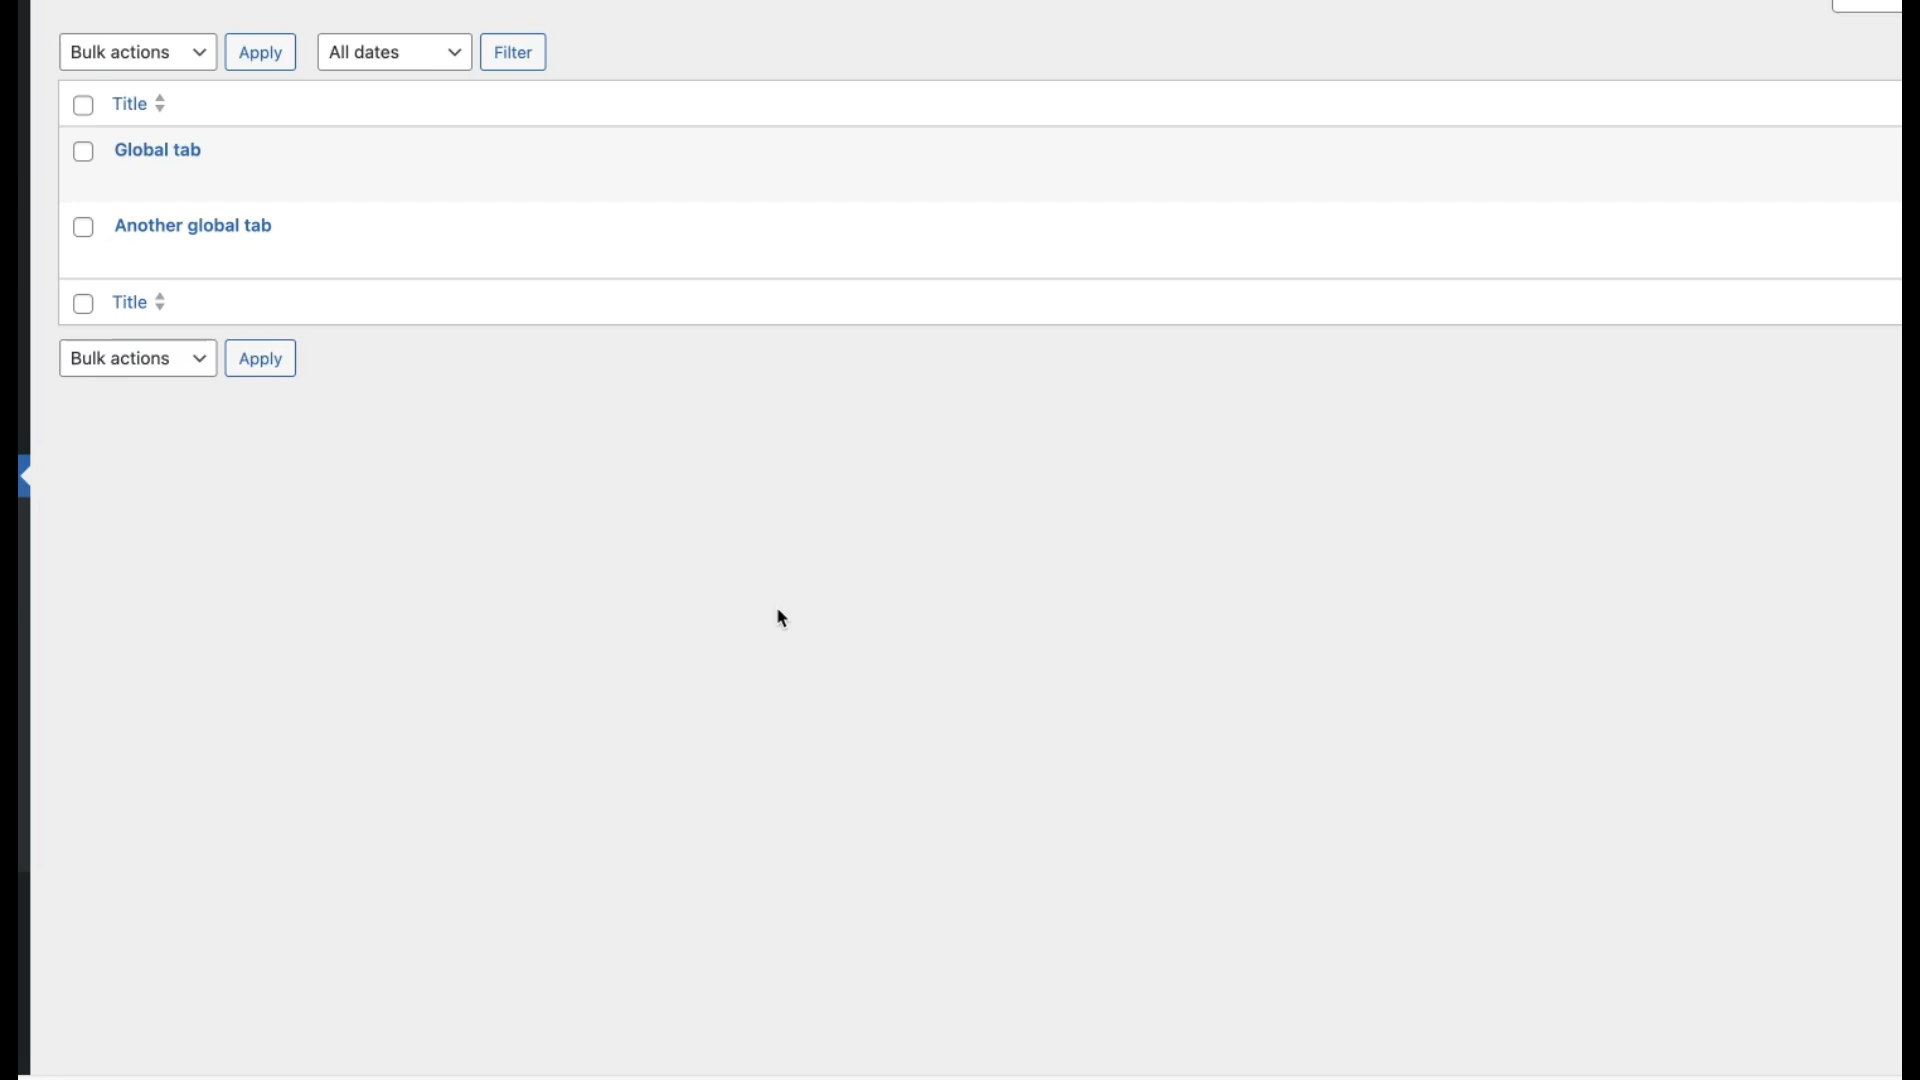 Bulk actions Apply All dates Filter
Title
Global tab
Another global tab
Title
Bulk actions Apply